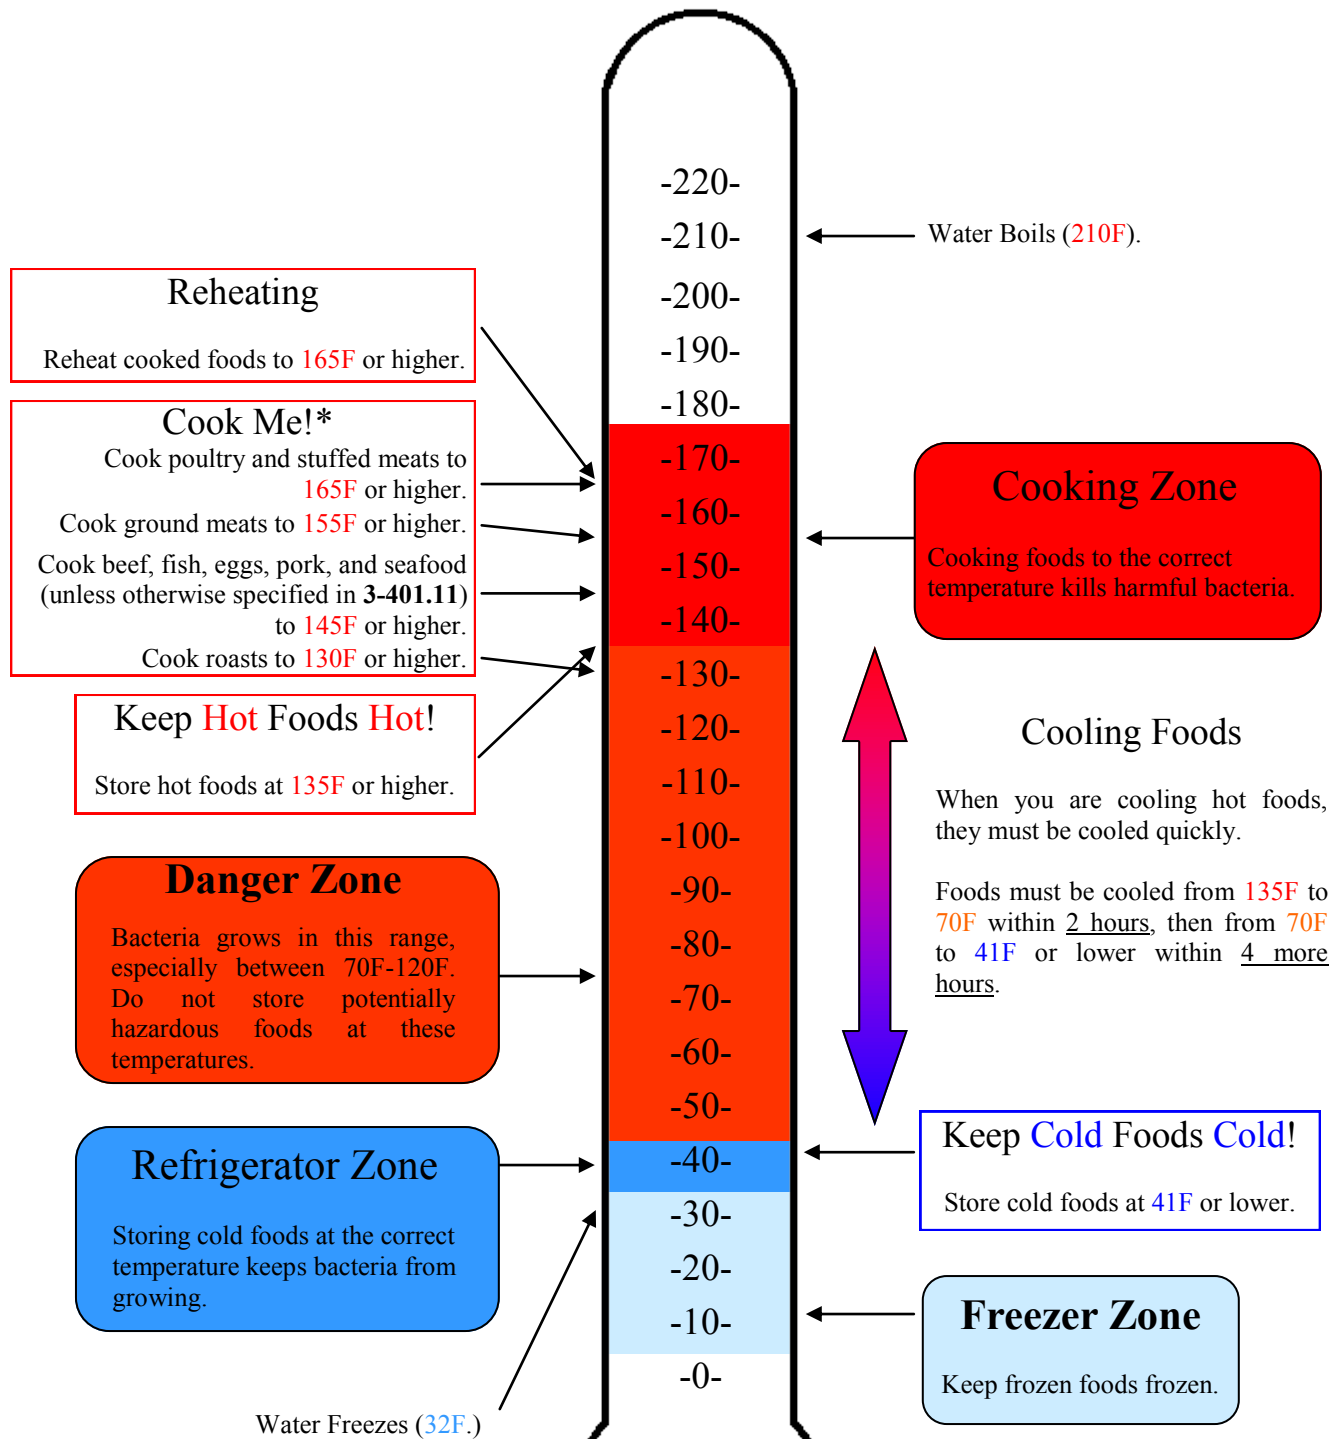 -220-
-210-
-200-
-190-
-180-
-170-
-160-
-150-
-140-
-130-
-120-
-110-
-100-
-90-
-80-
-70-
-60-
-50-
-40-
-30-
-20-
-10-
-0-
Water Boils (210F).
Reheating
Reheat cooked foods to 165F or higher.
Cook Me!*
Cook poultry and stuffed meats to
165F or higher.
Cook ground meats to 155F or higher.
Cook beef, fish, eggs, pork, and seafood
(unless otherwise specified in 3-401.11)
to 145F or higher.
Cook roasts to 130F or higher.
Keep Hot Foods Hot!
Store hot foods at 135F or higher.
Danger Zone
Bacteria grows in this range,
especially between 70F-120F.
Do not store potentially
hazardous foods at these
temperatures.
Refrigerator Zone
Storing cold foods at the correct
temperature keeps bacteria from
growing.
Water Freezes (32F.)
Cooking Zone
Cooking foods to the correct
temperature kills harmful bacteria.
Cooling Foods
When you are cooling hot foods,
they must be cooled quickly.
Foods must be cooled from 135F to
70F within 2 hours, then from 70F
to 41F or lower within 4 more
hours.
Keep Cold Foods Cold!
Store cold foods at 41F or lower.
Freezer Zone
Keep frozen foods frozen.